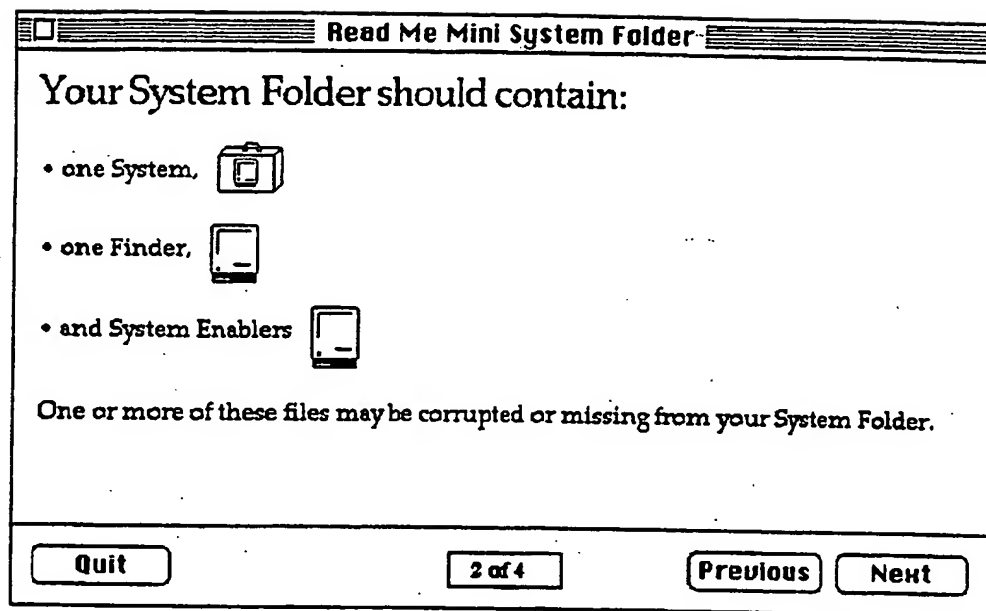 Read Me Mini System Folder
Your System Folder should contain:
• one System,
• one Finder,
• and System Enablers
One or more of these files may be corrupted or missing from your System Folder.
Quit
2 of 4
Previous
Next